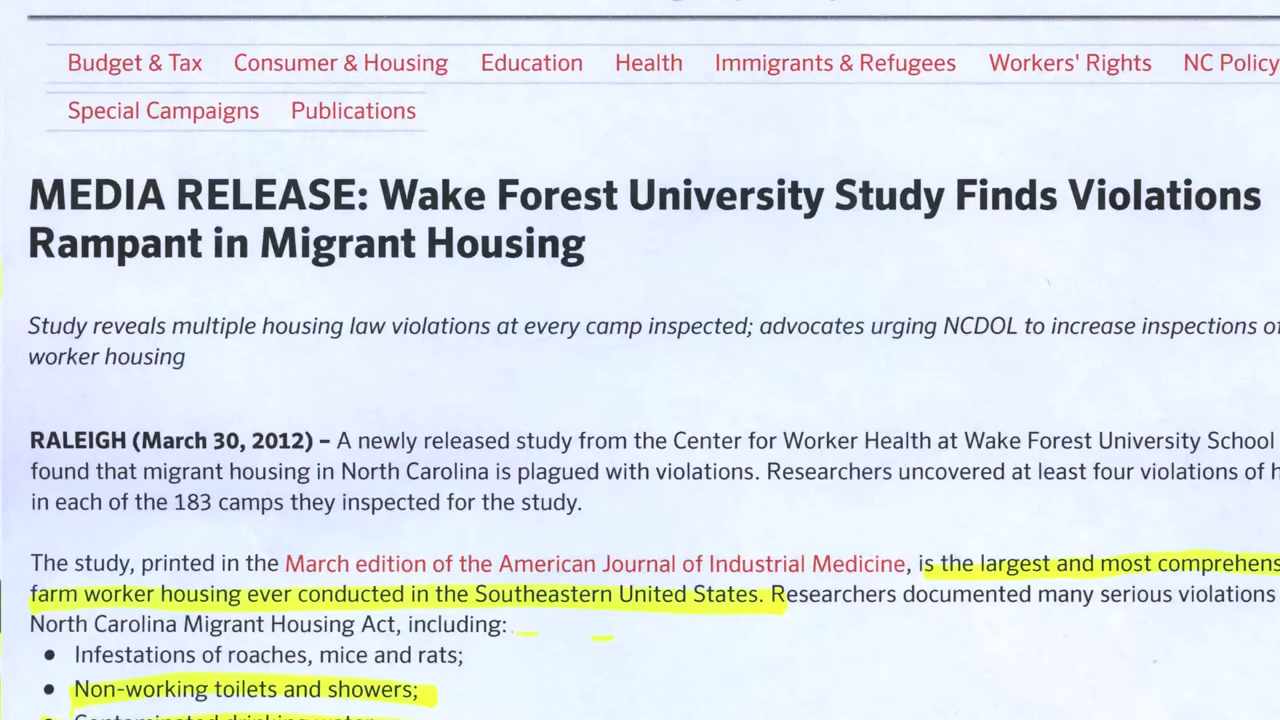 Budget & Tax Consumer & Housing Education Health Immigrants & Refugees Workers' Rights NC Policy
Special Campaigns Publications
MEDIA RELEASE: Wake Forest University Study Finds Violations
Rampant in Migrant Housing
Study reveals multiple housing law violations at every camp inspected; advocates urging NCDOL to increase inspections of
worker housing
RALEIGH (March 30, 2012) – A newly released study from the Center for Worker Health at Wake Forest University School
found that migrant housing in North Carolina is plagued with violations. Researchers uncovered at least four violations of
in each of the 183 camps they inspected for the study.
The study, printed in the March edition of the American Journal of Industrial Medicine, is the largest and most comprehens
farm worker housing ever conducted in the Southeastern United States. Researchers documented many serious violations
North Carolina Migrant Housing Act, including:
• Infestations of roaches, mice and rats;
• Non-working toilets and showers;
• Contaminated drinking water